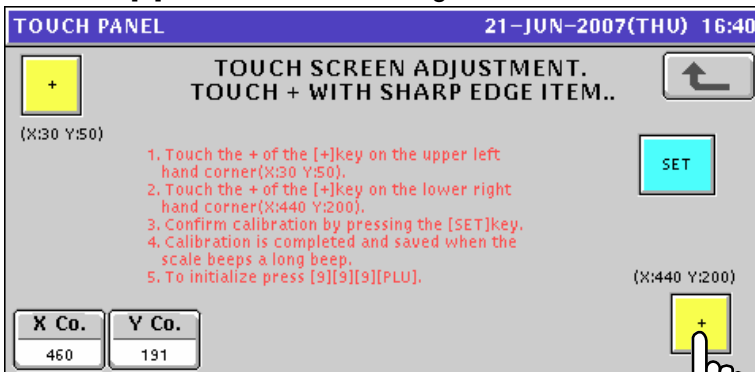 TOUCH PANEL 21-JUN-2007(THU) 16:40
TOUCH SCREEN ADJUSTMENT.
+ TOUCH + WITH SHARP EDGE ITEM..
(X:30 Y:50)
1. Touch the + of the [+]key on the upper left
hand corner(X:30 Y:50).
SET
2. Touch the + of the [+]key on the lower right
hand corner(X:440 Y:200).
3. Confirm calibration by pressing the [SET]key.
4. Calibration is completed and saved when the
scale beeps a long beep.
5. To initialize press [9][9][9][PLU].
(X:440 Y:200)
+
X Co. Y Co.
460 191